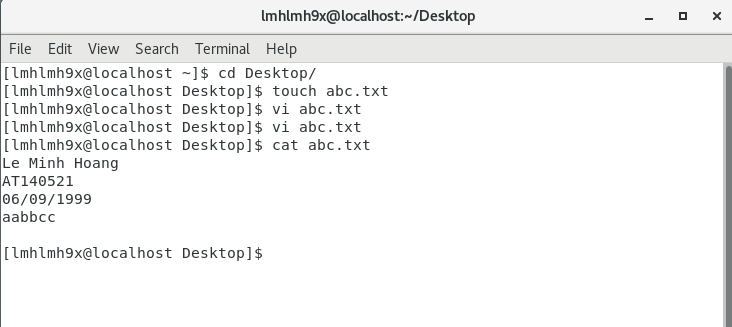 lmhlmh9x@localhost:~/Desktop
File Edit View Search Terminal Help
[lmhlmh9x@localhost ~]$ cd Desktop/
[lmhlmh9x@localhost Desktop]$ touch abc.txt
[lmhlmh9x@localhost Desktop]$ vi abc.txt
[lmhlmh9x@localhost Desktop]$ vi abc.txt
[lmhlmh9x@localhost Desktop]$ cat abc.txt
Le Minh Hoang
AT140521
06/09/1999
aabbcc
[lmhlmh9x@localhost Desktop]$